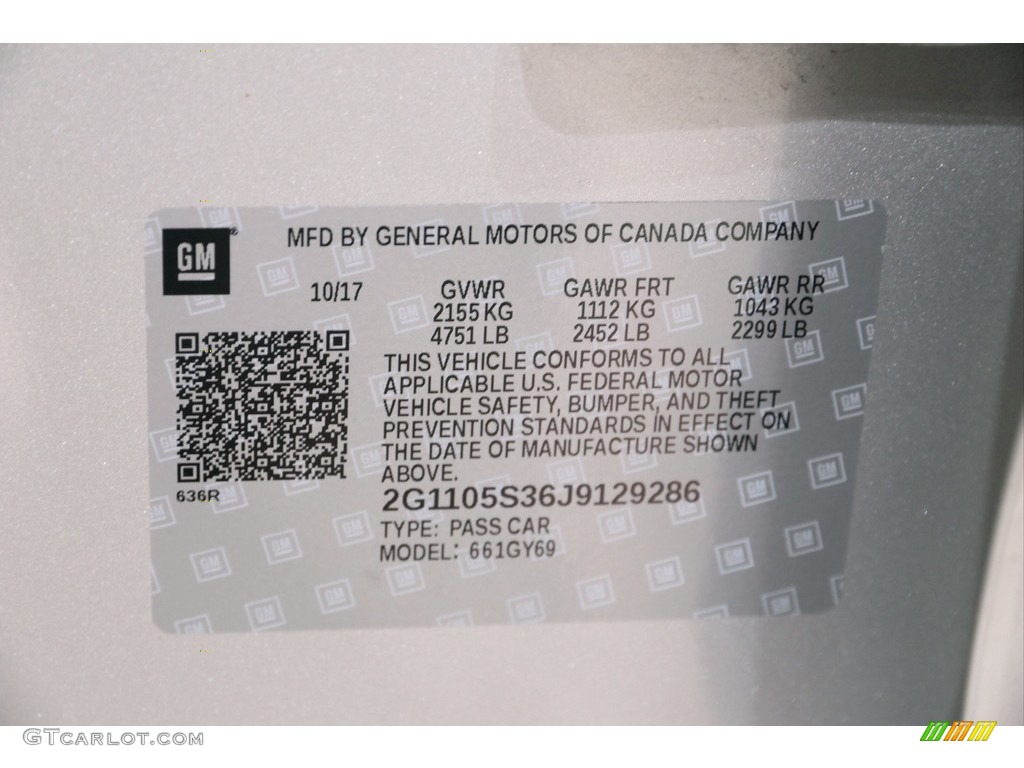 GM®
MFD BY GENERAL MOTORS OF CANADA COMPANY
10/17 GVWR GAWR FRT GAWR RR
2155 KG 1112 KG 1043 KG
4751 LB 2452 LB 2299 LB
THIS VEHICLE CONFORMS TO ALL
APPLICABLE U.S. FEDERAL MOTOR
VEHICLE SAFETY, BUMPER, AND THEFT
PREVENTION STANDARDS IN EFFECT ON
THE DATE OF MANUFACTURE SHOWN
ABOVE.
636R
2G1105S36J9129286
TYPE: PASS CAR
MODEL: 661GY69
GTCARLOT.COM